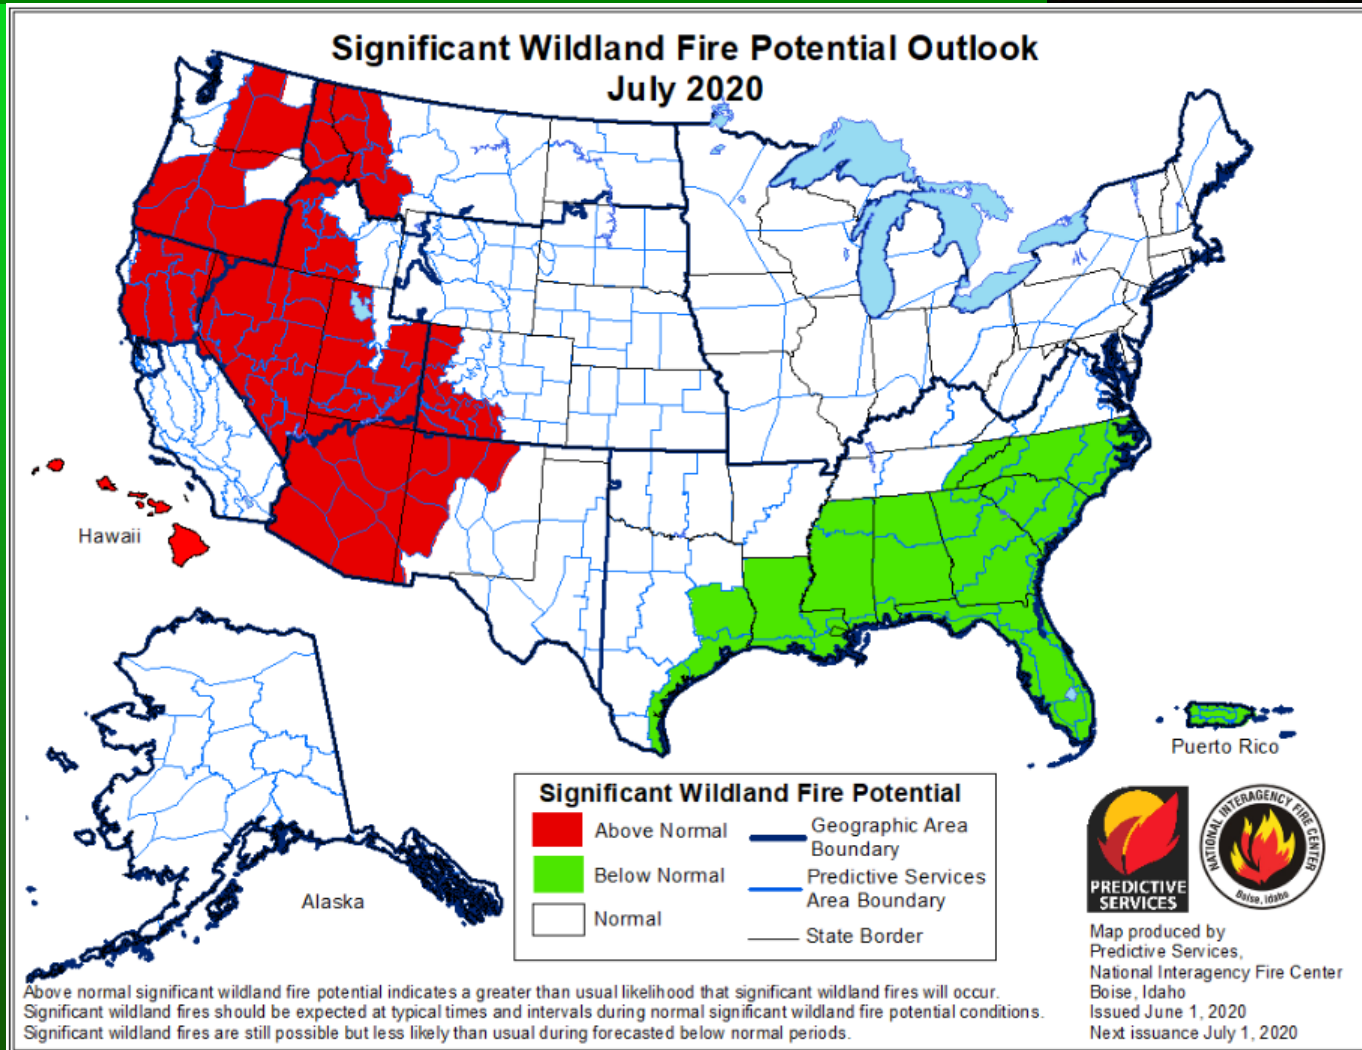 Significant Wildland Fire Potential Outlook
July 2020
Hawaii
Alaska
Puerto Rico
Significant Wildland Fire Potential
Above Normal
Below Normal
Normal
Geographic Area
Boundary
Predictive Services
Area Boundary
State Border
PREDICTIVE
SERVICES
NATIONAL INTERAGENCY FIRE CENTER
Boise, Idaho
Map produced by
Predictive Services,
National Interagency Fire Center
Boise, Idaho
Issued June 1, 2020
Next issuance July 1, 2020
Above normal significant wildland fire potential indicates a greater than usual likelihood that significant wildland fires will occur.
Significant wildland fires should be expected at typical times and intervals during normal significant wildland fire potential conditions.
Significant wildland fires are still possible but less likely than usual during forecasted below normal periods.